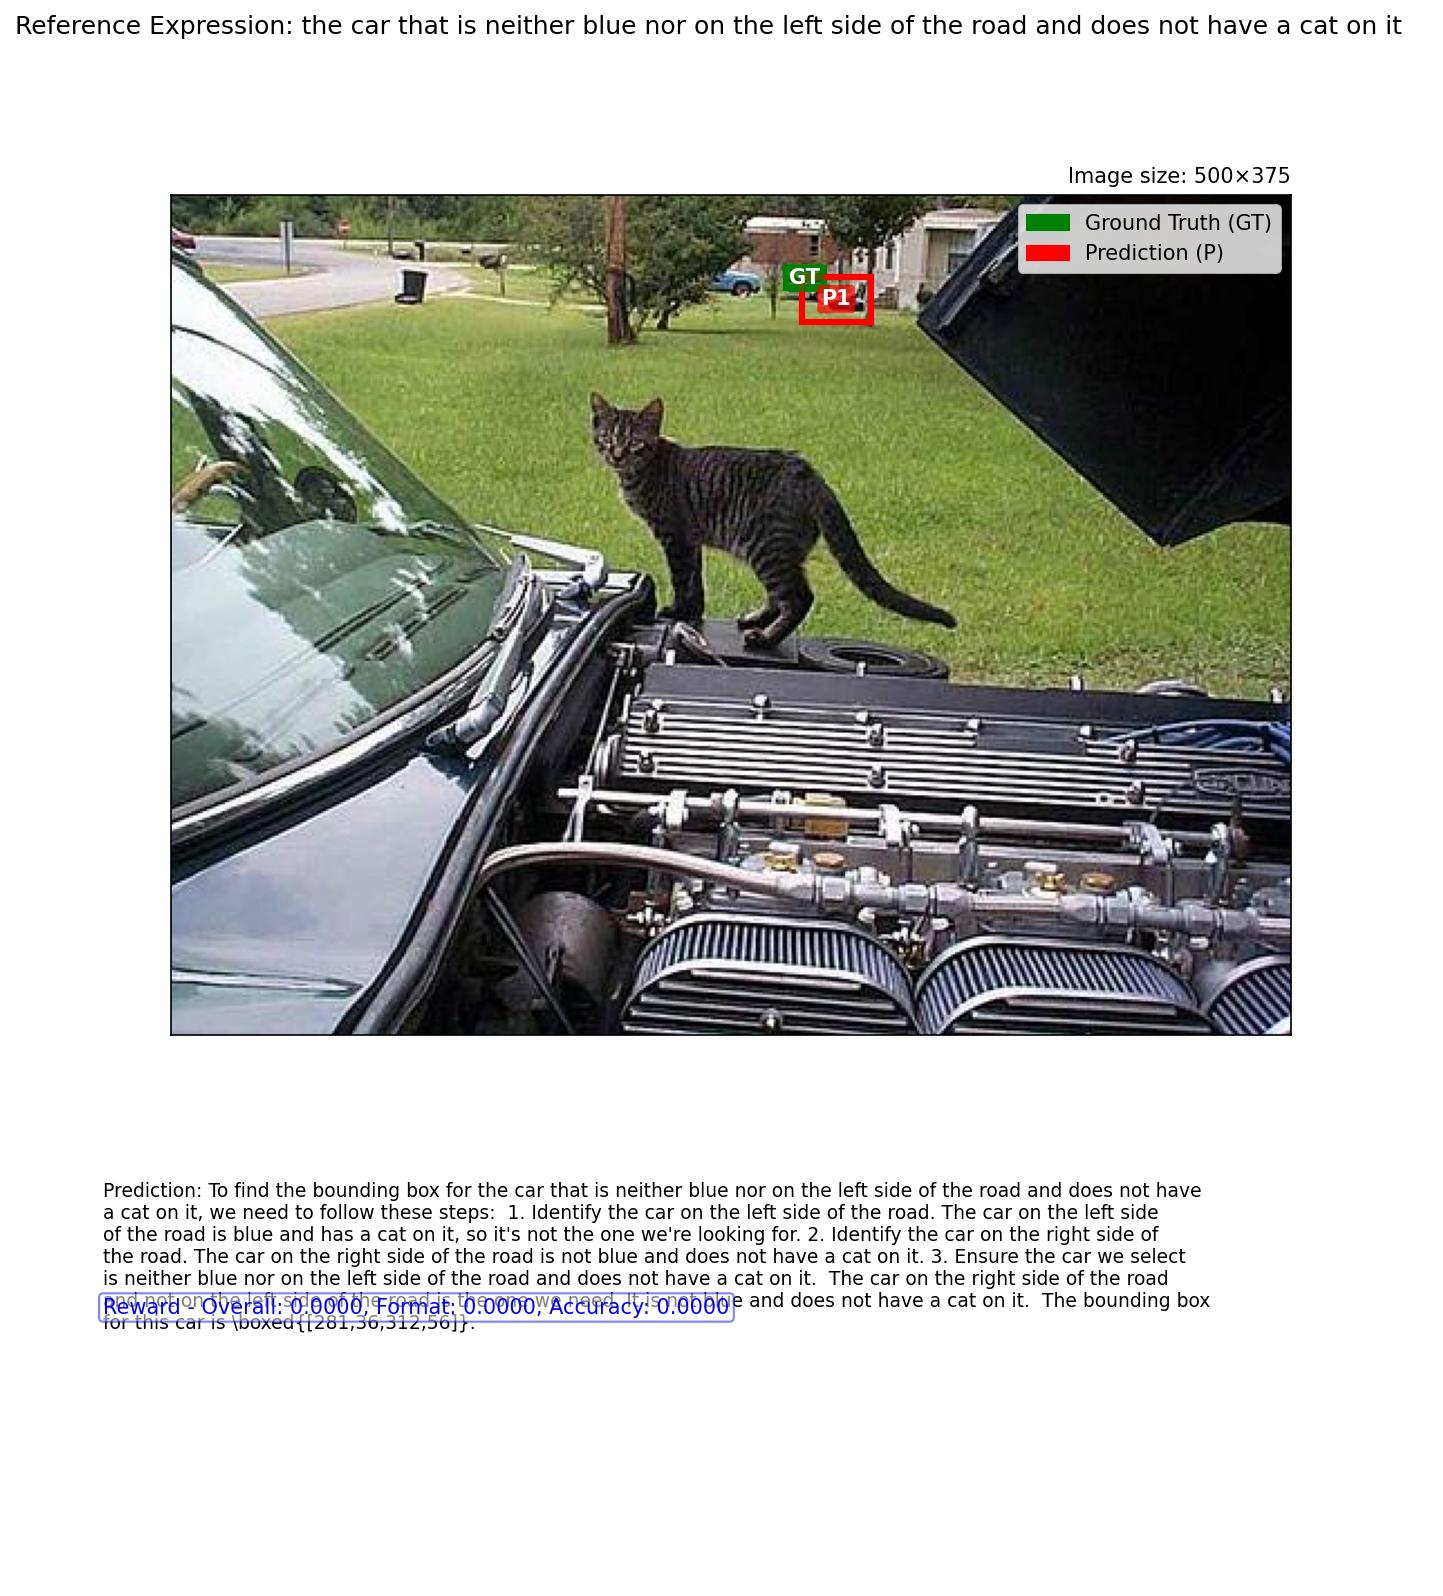 Reference Expression: the car that is neither blue nor on the left side of the road and does not have a cat on it
Image size: 500×375
Ground Truth (GT)
Prediction (P)
GT
P1
Prediction: To find the bounding box for the car that is neither blue nor on the left side of the road and does not have
a cat on it, we need to follow these steps:  1. Identify the car on the left side of the road. The car on the left side
of the road is blue and has a cat on it, so it's not the one we're looking for. 2. Identify the car on the right side of
the road. The car on the right side of the road is not blue and does not have a cat on it. 3. Ensure the car we select
is neither blue nor on the left side of the road and does not have a cat on it.  The car on the right side of the road
and not on the left side of the road is the one we need. It is not blue and does not have a cat on it.  The bounding box
Reward - Overall: 0.0000, Format: 0.0000, Accuracy: 0.0000
for this car is \boxed{[281,36,312,56]}.